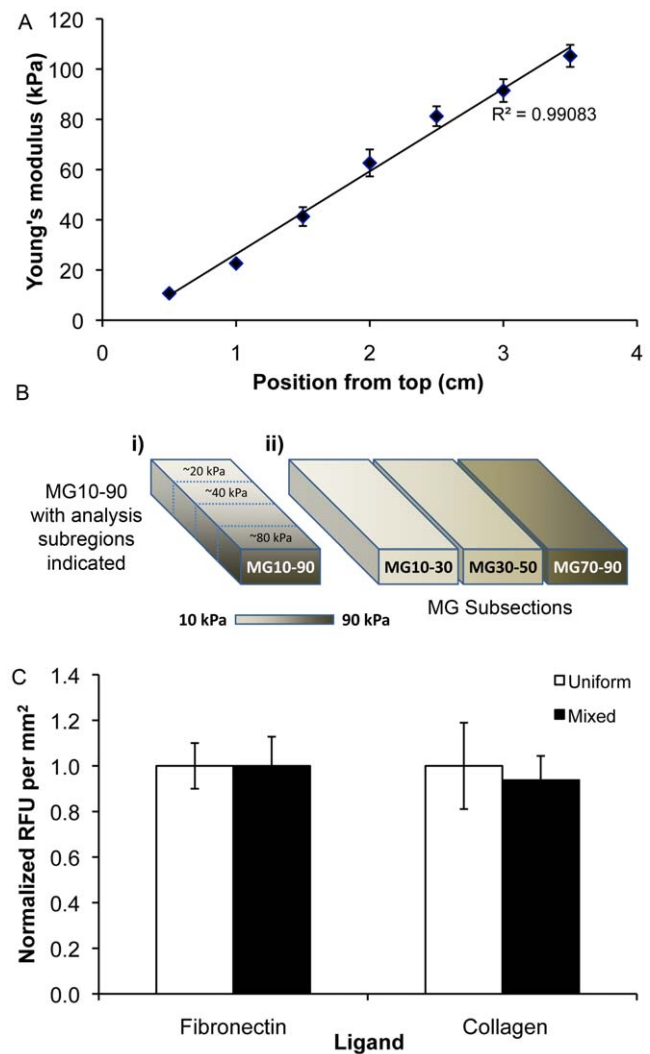 A
Young's modulus (kPa)
120
100
80
60
40
20
0
R² = 0.99083
0 1 2 3 4
Position from top (cm)
B
i) ii)
MG10-90
with analysis
subregions
indicated
~20 kPa
~40 kPa
~80 kPa
MG10-90
MG10-30 MG30-50 MG70-90
10 kPa 90 kPa
MG Subsections
C
Normalized RFU per mm²
1.4
1.2
1.0
0.8
0.6
0.4
0.2
0.0
Uniform
Mixed
Fibronectin Collagen
Ligand